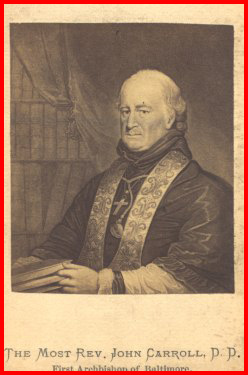 THE MOST REV. JOHN CARROLL, D. D.
First Archbishop of Baltimore.